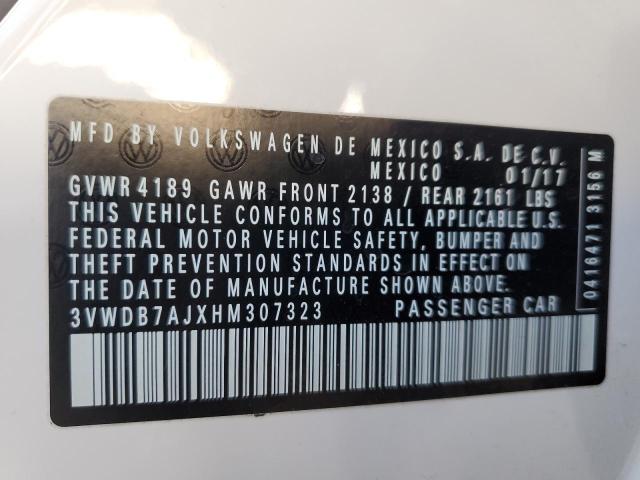 MFD BY VOLKSWAGEN DE MEXICO S.A. DE C.V.
MEXICO 01/17
GVWR 4189 GAWR FRONT 2138 / REAR 2161 LBS
THIS VEHICLE CONFORMS TO ALL APPLICABLE U.S.
FEDERAL MOTOR VEHICLE SAFETY, BUMPER AND
THEFT PREVENTION STANDARDS IN EFFECT ON
THE DATE OF MANUFACTURE SHOWN ABOVE.
3VWDB7AJXHM307323 PASSENGER CAR
0416471 3156 M